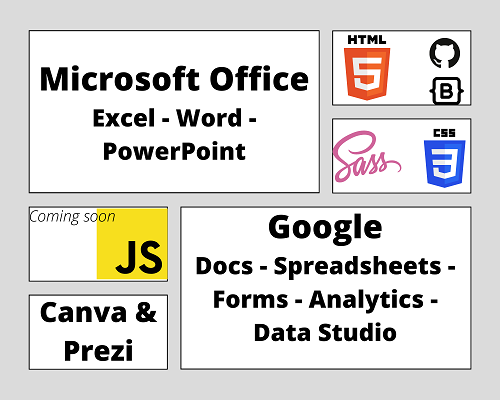 Microsoft Office
Excel - Word -
PowerPoint
HTML
5
B
Sass
CSS
3
Coming soon
JS
Google
Docs - Spreadsheets -
Forms - Analytics -
Data Studio
Canva &
Prezi